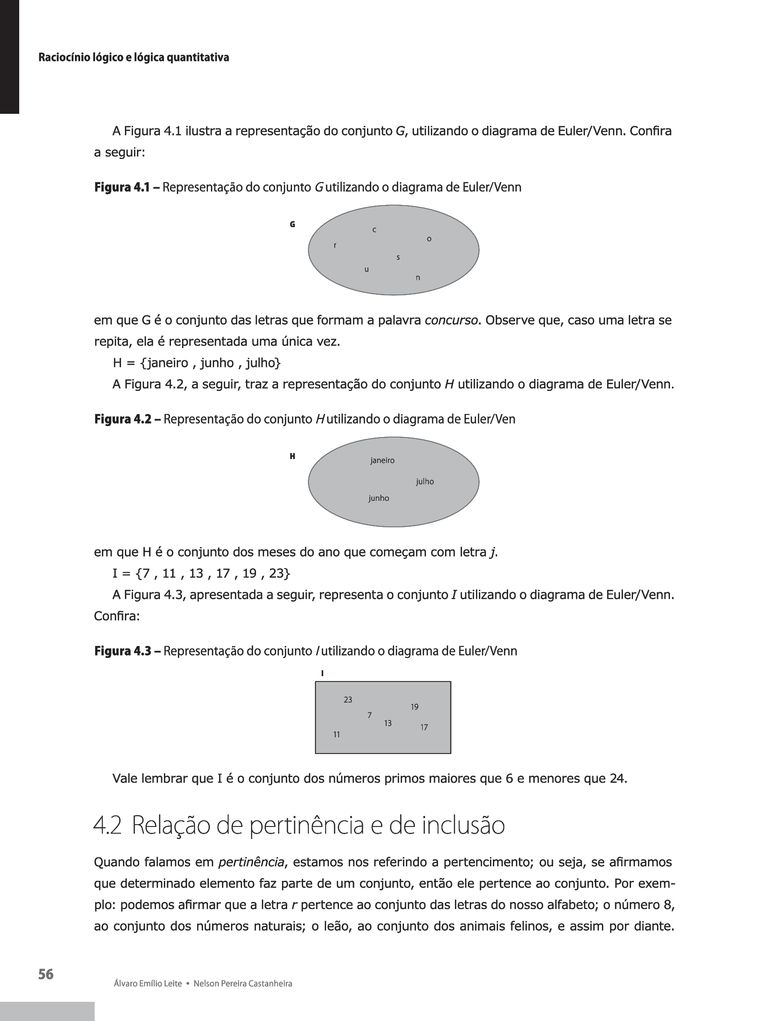 Raciocínio lógico e lógica quantitativa
A Figura 4.1 ilustra a representação do conjunto G, utilizando o diagrama de Euler/Venn. Confira
a seguir:
Figura 4.1 – Representação do conjunto G utilizando o diagrama de Euler/Venn
G
c
o
r
s
u
n
em que G é o conjunto das letras que formam a palavra concurso. Observe que, caso uma letra se
repita, ela é representada uma única vez.
H = {janeiro , junho , julho}
A Figura 4.2, a seguir, traz a representação do conjunto H utilizando o diagrama de Euler/Venn.
Figura 4.2 – Representação do conjunto H utilizando o diagrama de Euler/Ven
H
janeiro
julho
junho
em que H é o conjunto dos meses do ano que começam com letra j.
I = {7 , 11 , 13 , 17 , 19 , 23}
A Figura 4.3, apresentada a seguir, representa o conjunto I utilizando o diagrama de Euler/Venn.
Confira:
Figura 4.3 – Representação do conjunto I utilizando o diagrama de Euler/Venn
I
23
19
7
13
17
11
Vale lembrar que I é o conjunto dos números primos maiores que 6 e menores que 24.
4.2 Relação de pertinência e de inclusão
Quando falamos em pertinência, estamos nos referindo a pertencimento; ou seja, se afirmamos
que determinado elemento faz parte de um conjunto, então ele pertence ao conjunto. Por exem-
plo: podemos afirmar que a letra r pertence ao conjunto das letras do nosso alfabeto; o número 8,
ao conjunto dos números naturais; o leão, ao conjunto dos animais felinos, e assim por diante.
56
Álvaro Emílio Leite • Nelson Pereira Castanheira